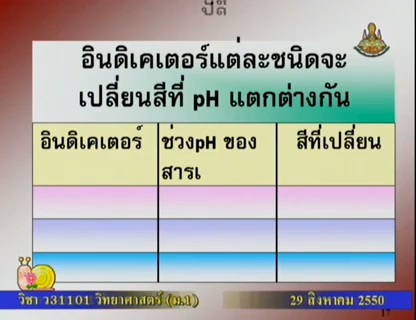 อินดิเคเตอร์แต่ละชนิดจะ
เปลี่ยนสีที่ pH แตกต่างกัน
อินดิเคเตอร์
ช่วงpH ของ
สารเ
สีที่เปลี่ยน
วิชา ว31101 วิทยาศาสตร์ (ม.1)
29 สิงหาคม 2550
17